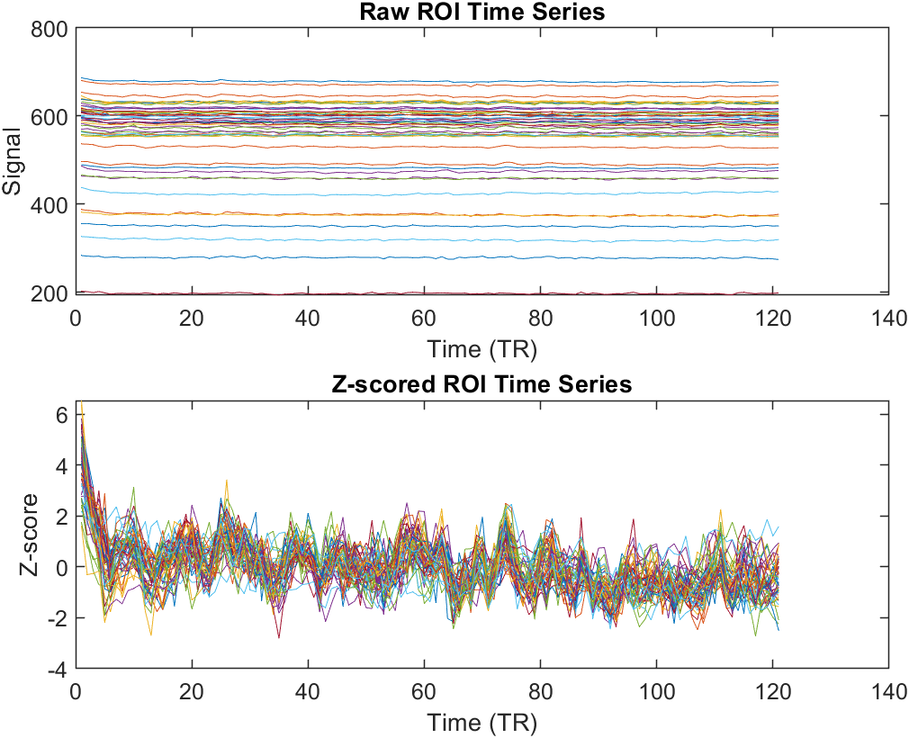 Raw ROI Time Series
800
600
400
200
Signal
0 20 40 60 80 100 120 140
Time (TR)
Z-scored ROI Time Series
6
4
2
0
-2
-4
Z-score
0 20 40 60 80 100 120 140
Time (TR)